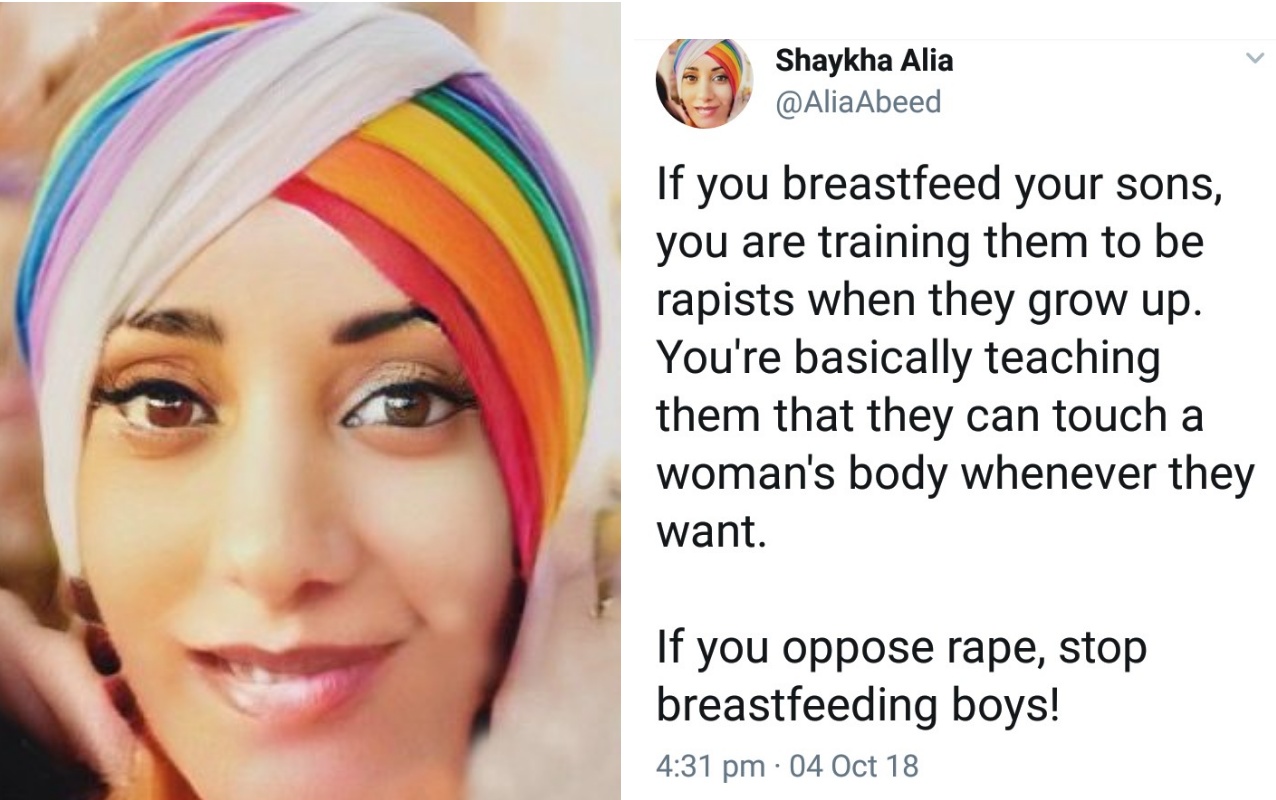 Shaykha Alia
@AliaAbeed
If you breastfeed your sons,
you are training them to be
rapists when they grow up.
You're basically teaching
them that they can touch a
woman's body whenever they
want.
If you oppose rape, stop
breastfeeding boys!
4:31 pm · 04 Oct 18